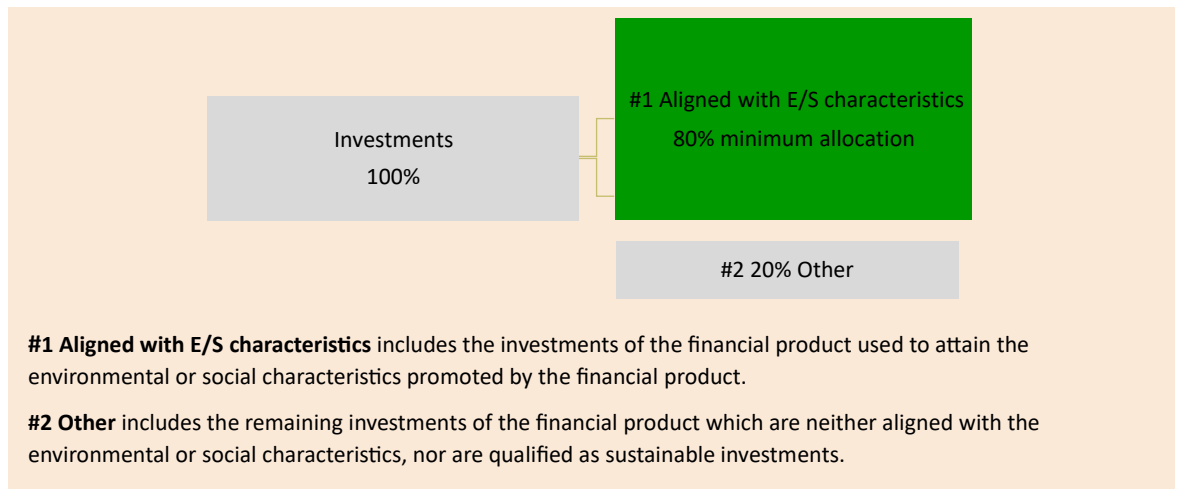 Investments
100%
#1 Aligned with E/S characteristics
80% minimum allocation
#2 20% Other
#1 Aligned with E/S characteristics includes the investments of the financial product used to attain the
environmental or social characteristics promoted by the financial product.
#2 Other includes the remaining investments of the financial product which are neither aligned with the
environmental or social characteristics, nor are qualified as sustainable investments.